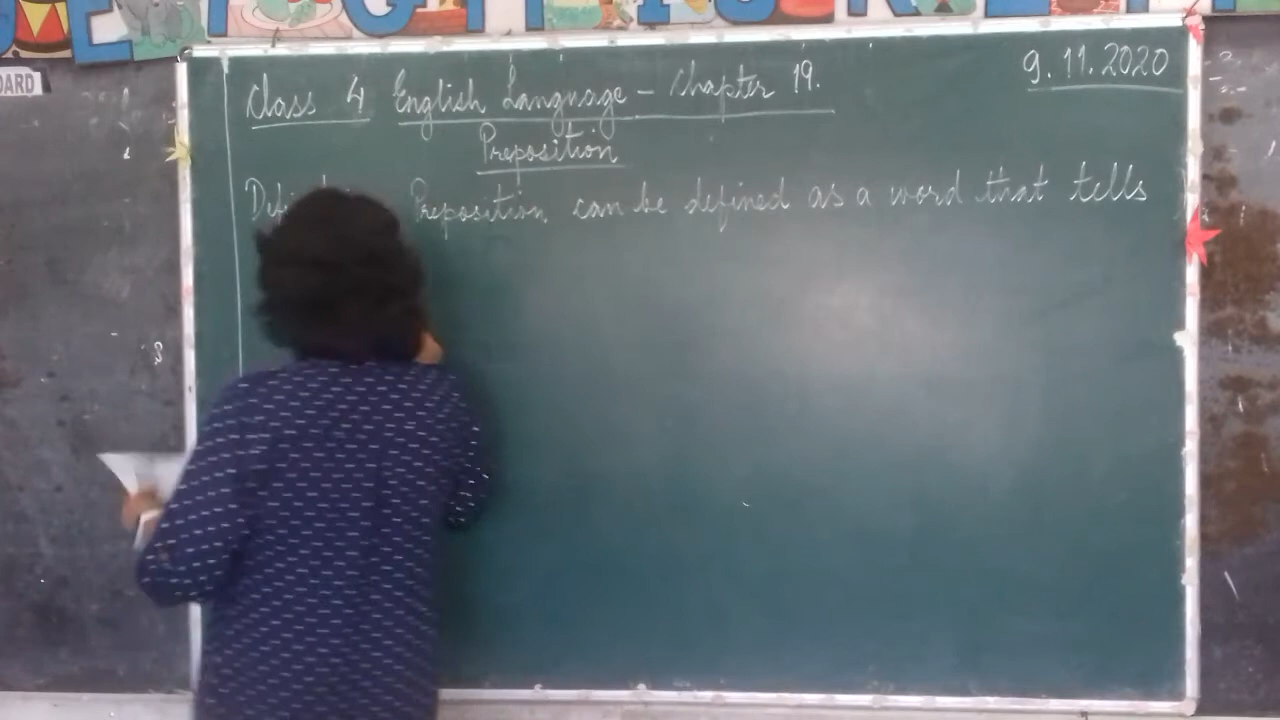 Class 4 English Language - Chapter 19.
9.11.2020
Preposition
Preposition can be defined as a word that tells